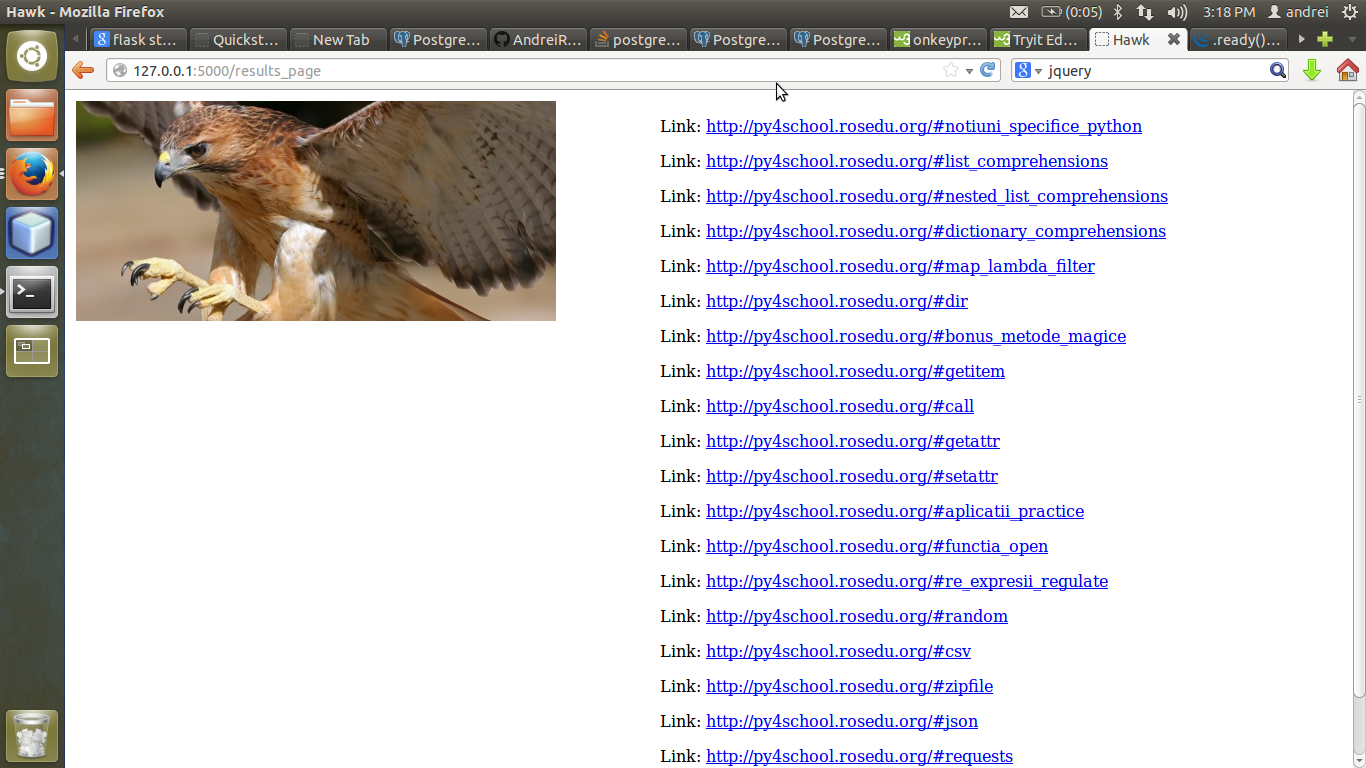 Hawk - Mozilla Firefox
(0:05) 3:18 PM andrei
flask st... Quickst... New Tab Postgre... AndreiR... postgre... Postgre... Postgre... onkeypr... Tryit Ed... Hawk .ready()...
127.0.0.1:5000/results_page jquery
Link: http://py4school.rosedu.org/#notiuni_specifice_python
Link: http://py4school.rosedu.org/#list_comprehensions
Link: http://py4school.rosedu.org/#nested_list_comprehensions
Link: http://py4school.rosedu.org/#dictionary_comprehensions
Link: http://py4school.rosedu.org/#map_lambda_filter
Link: http://py4school.rosedu.org/#dir
Link: http://py4school.rosedu.org/#bonus_metode_magice
Link: http://py4school.rosedu.org/#getitem
Link: http://py4school.rosedu.org/#call
Link: http://py4school.rosedu.org/#getattr
Link: http://py4school.rosedu.org/#setattr
Link: http://py4school.rosedu.org/#aplicatii_practice
Link: http://py4school.rosedu.org/#functia_open
Link: http://py4school.rosedu.org/#re_expresii_regulate
Link: http://py4school.rosedu.org/#random
Link: http://py4school.rosedu.org/#csv
Link: http://py4school.rosedu.org/#zipfile
Link: http://py4school.rosedu.org/#json
Link: http://py4school.rosedu.org/#requests